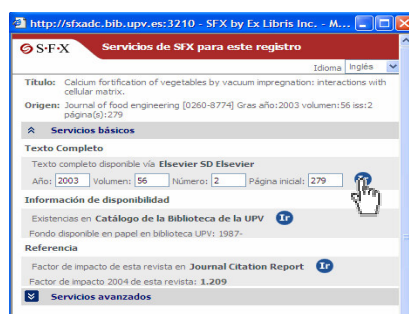 http://sfxadc.bib.upv.es:3210 - SFX by Ex Libris Inc. - M...
S·F·X Servicios de SFX para este registro
Idioma Inglés
Título: Calcium fortification of vegetables by vacuum impregnation: interactions with
cellular matrix.
Origen: Journal of food engineering [0260-8774] Gras año:2003 volumen:56 iss:2
página(s):279
Servicios básicos
Texto Completo
Texto completo disponible vía Elsevier SD Elsevier
Año: 2003 Volumen: 56 Número: 2 Página inicial: 279
Información de disponibilidad
Existencias en Catálogo de la Biblioteca de la UPV Ir
Fondo disponible en papel en biblioteca UPV: 1987-
Referencia
Factor de impacto de esta revista en Journal Citation Report Ir
Factor de impacto 2004 de esta revista: 1.209
Servicios avanzados